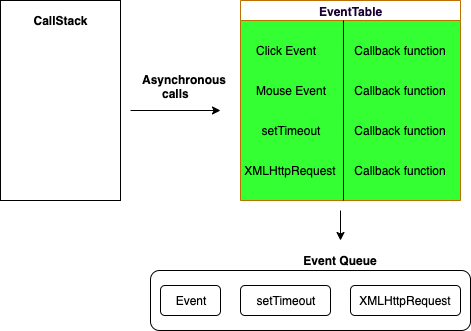 CallStack
EventTable
Asynchronous
calls
Click Event Callback function
Mouse Event Callback function
setTimeout Callback function
XMLHttpRequest Callback function
Event Queue
Event setTimeout XMLHttpRequest